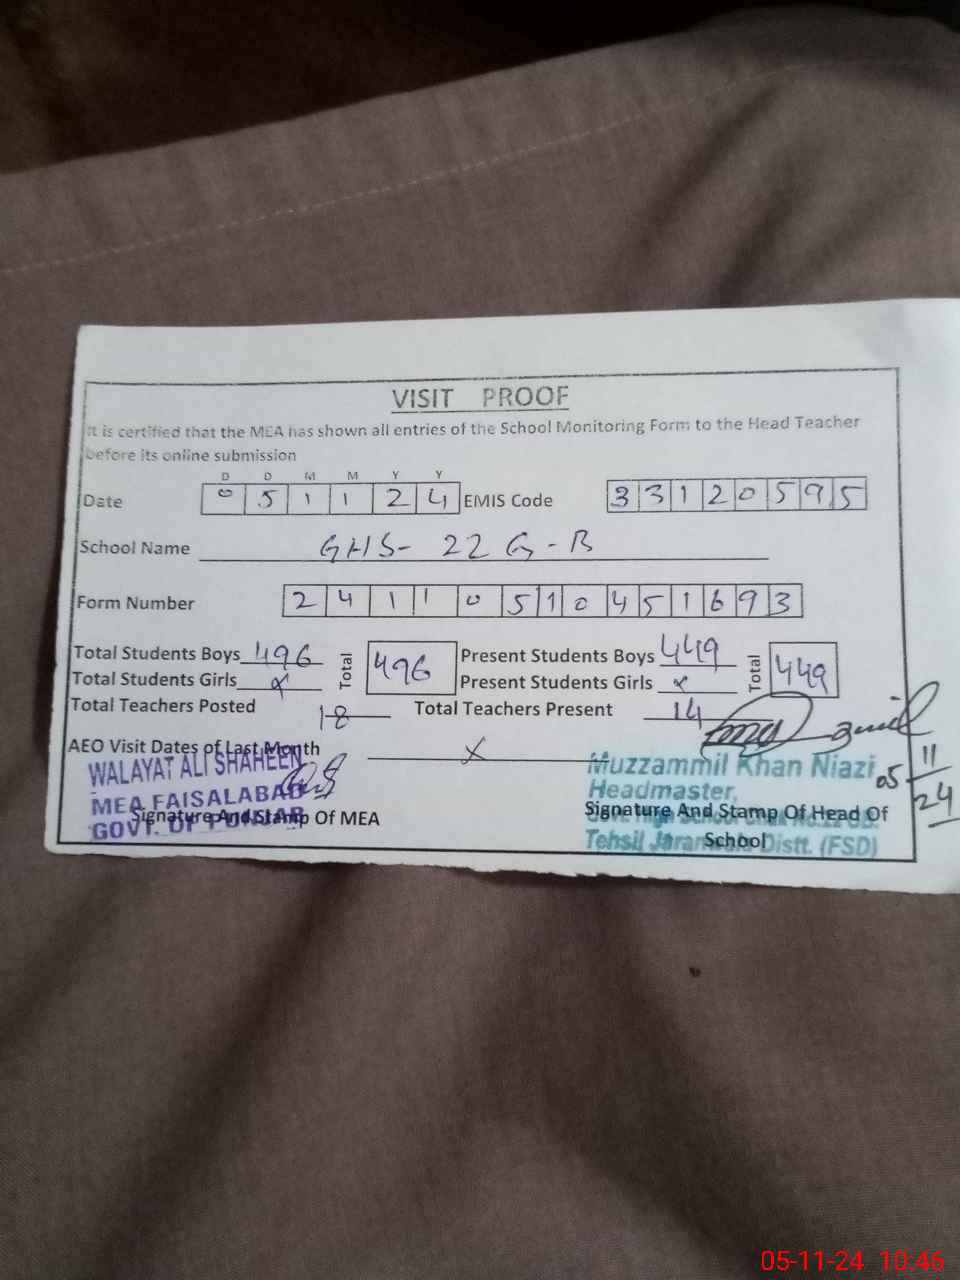 VISIT PROOF
It is certified that the MEA has shown all entries of the School Monitoring Form to the Head Teacher
before its online submission
D D M M Y Y
Date 0 5 1 1 2 4 EMIS Code 3 3 1 2 0 5 9 5
School Name GHS- 22 G-B
Form Number 2 4 1 1 0 5 1 0 4 5 1 6 9 3
Total Students Boys 496 Total 496 Present Students Boys 449 Total 449
Total Students Girls x Present Students Girls x
Total Teachers Posted 18 Total Teachers Present 14
AEO Visit Dates of Last Month x
WALAYAT ALI SHAHEEN
MEA FAISALABAD
GOVT. OF PUNJAB
Signature And Stamp Of MEA
Muzzammil Khan Niazi
Headmaster,
Tehsil Jaranwala Distt. (FSD)
Signature And Stamp Of Head Of
School
05 11 24
05-11-24 10:46